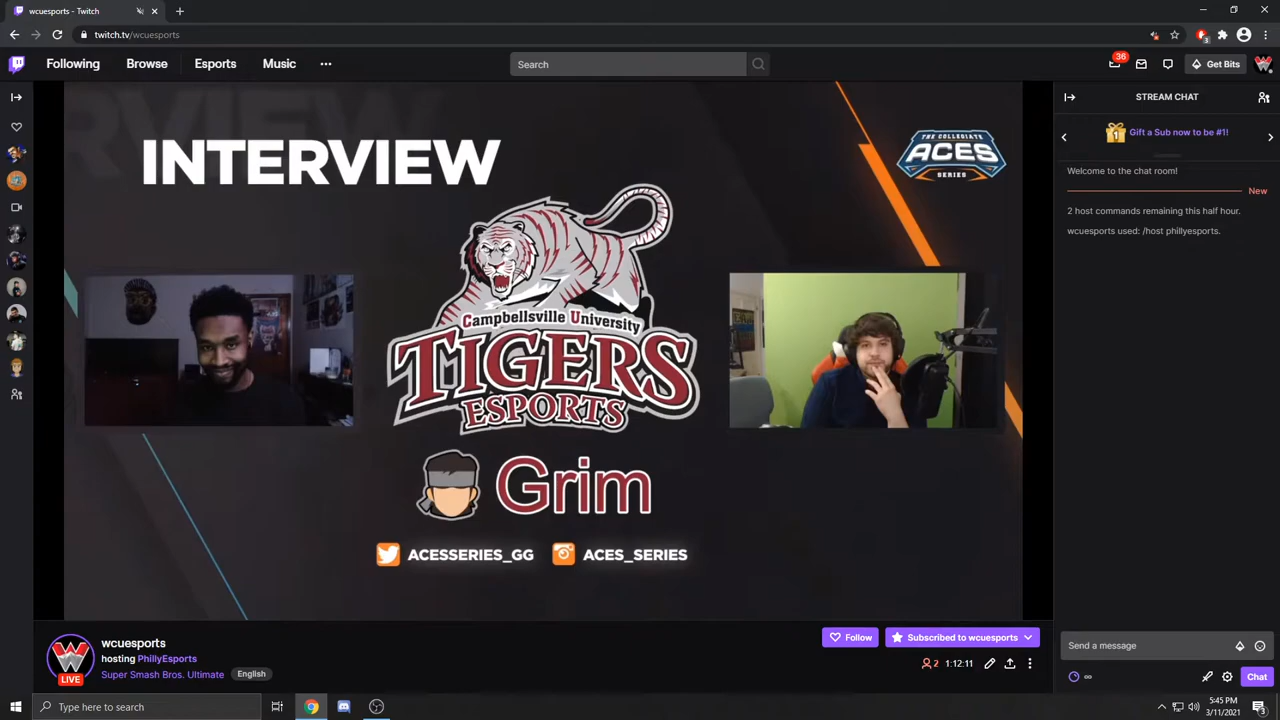 wcuesports - Twitch
twitch.tv/wcuesports
Following
Browse
Esports
Music
Search
36
Get Bits
INTERVIEW
THE COLLEGIATE
ACES
SERIES
Campbellsville University
TIGERS
ESPORTS
Grim
ACESSERIES_GG
ACES_SERIES
STREAM CHAT
1
Gift a Sub now to be #1!
Welcome to the chat room!
New
2 host commands remaining this half hour.
wcuesports used: /host phillyesports.
wcuesports
hosting PhillyEsports
Super Smash Bros. Ultimate
English
LIVE
Follow
Subscribed to wcuesports
2
1:12:11
Send a message
∞
Chat
Type here to search
5:45 PM
3/11/2021
3